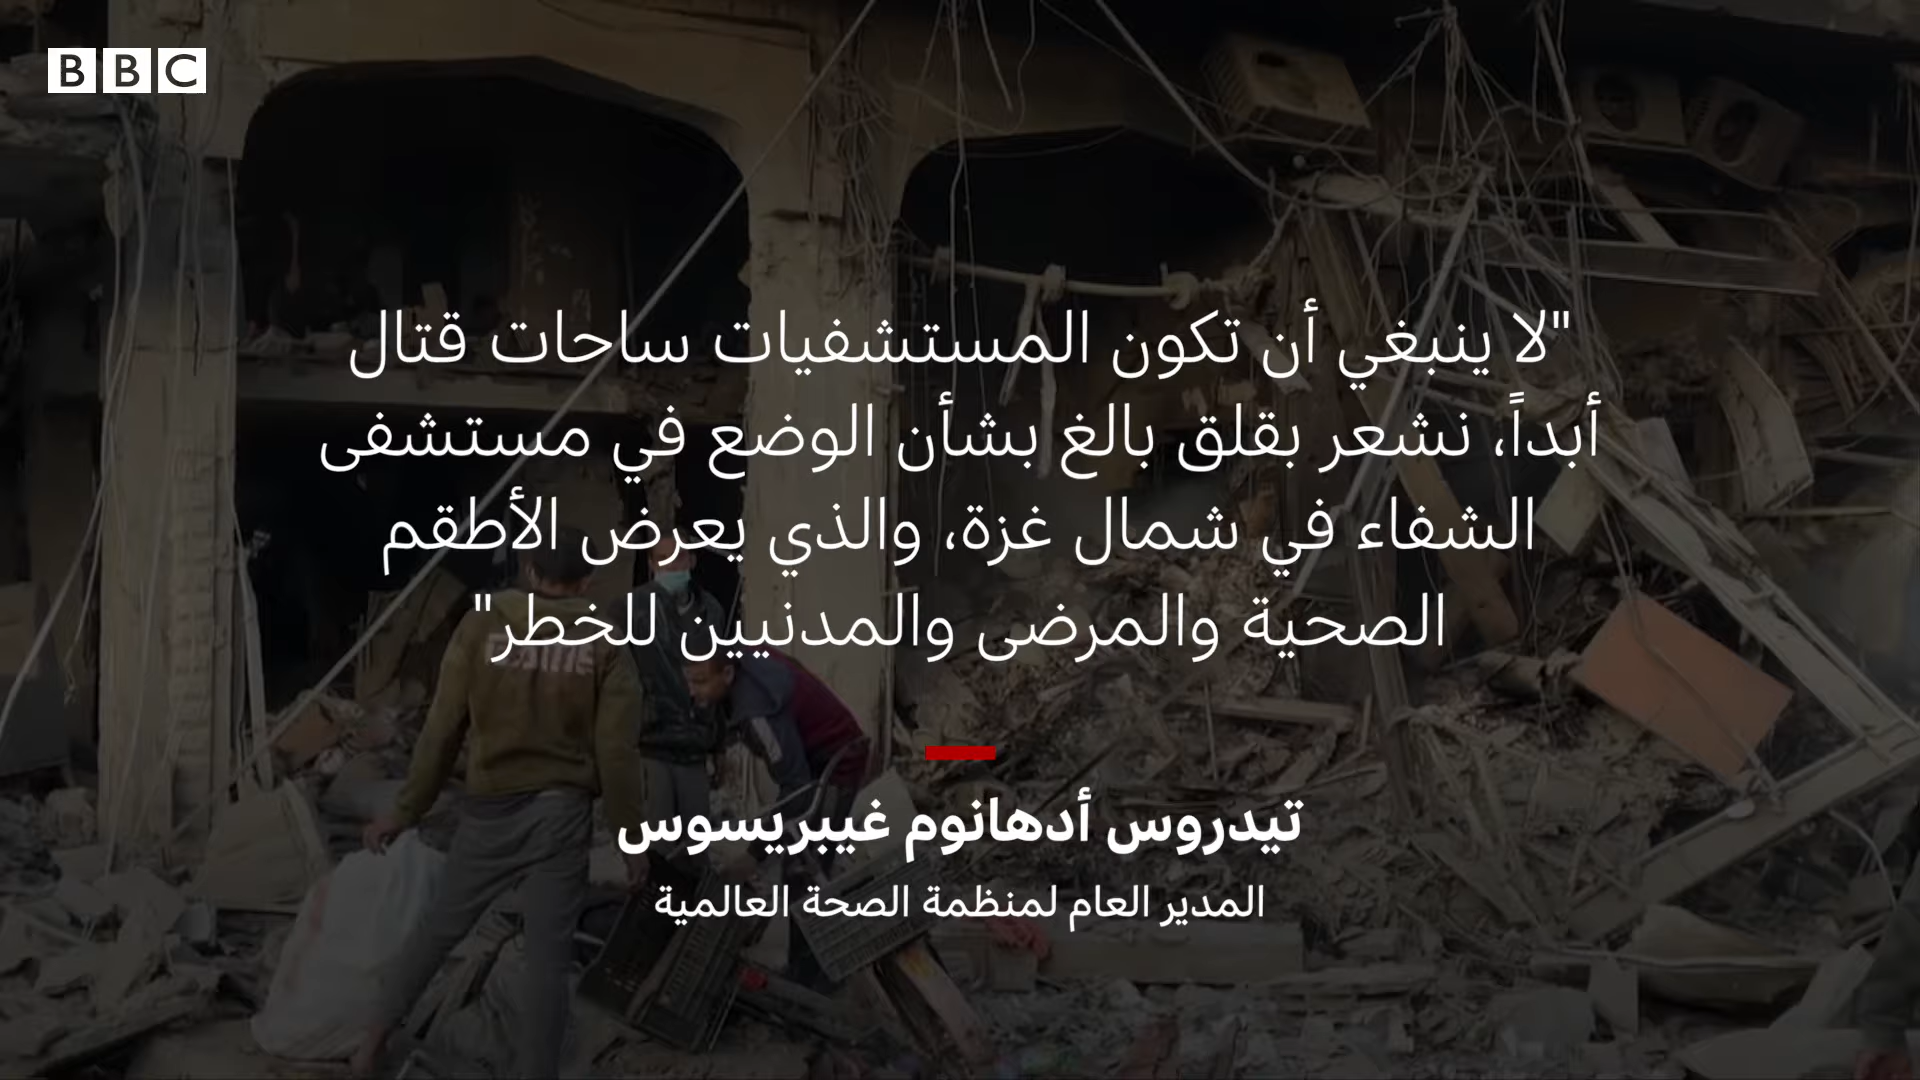 BBC
"لا ينبغي أن تكون المستشفيات ساحات قتال
أبداً، نشعر بقلق بالغ بشأن الوضع في مستشفى
الشفاء في شمال غزة، والذي يعرض الأطقم
الصحية والمرضى والمدنيين للخطر"
تيدروس أدهانوم غيبريسوس
المدير العام لمنظمة الصحة العالمية